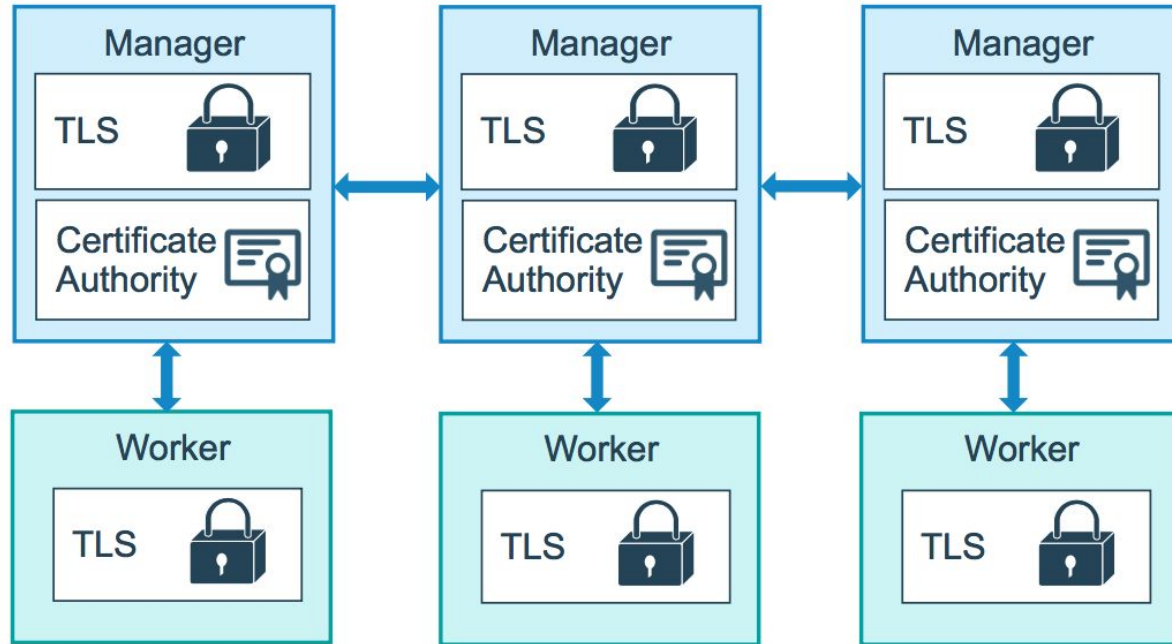 Manager
TLS
Certificate
Authority
Manager
TLS
Certificate
Authority
Manager
TLS
Certificate
Authority
Worker
TLS
Worker
TLS
Worker
TLS